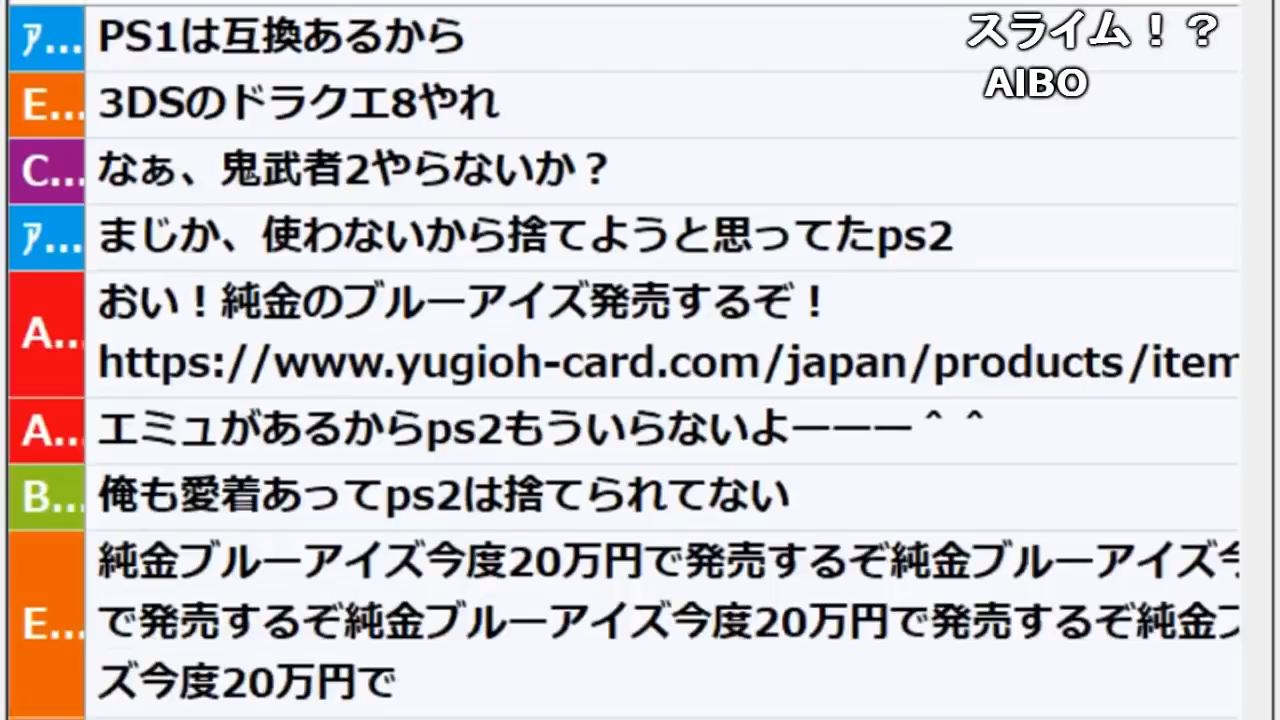 スライム！？
AIBO
ｱ... PS1は互換あるから
E... 3DSのドラクエ8やれ
C... なぁ、鬼武者2やらないか？
ｱ... まじか、使わないから捨てようと思ってたps2
A... おい！純金のブルーアイズ発売するぞ！
https://www.yugioh-card.com/japan/products/item
A... エミュがあるからps2もういらないよーーー＾＾
B... 俺も愛着あってps2は捨てられてない
E... 純金ブルーアイズ今度20万円で発売するぞ純金ブルーアイズ今
で発売するぞ純金ブルーアイズ今度20万円で発売するぞ純金ブ
ズ今度20万円で